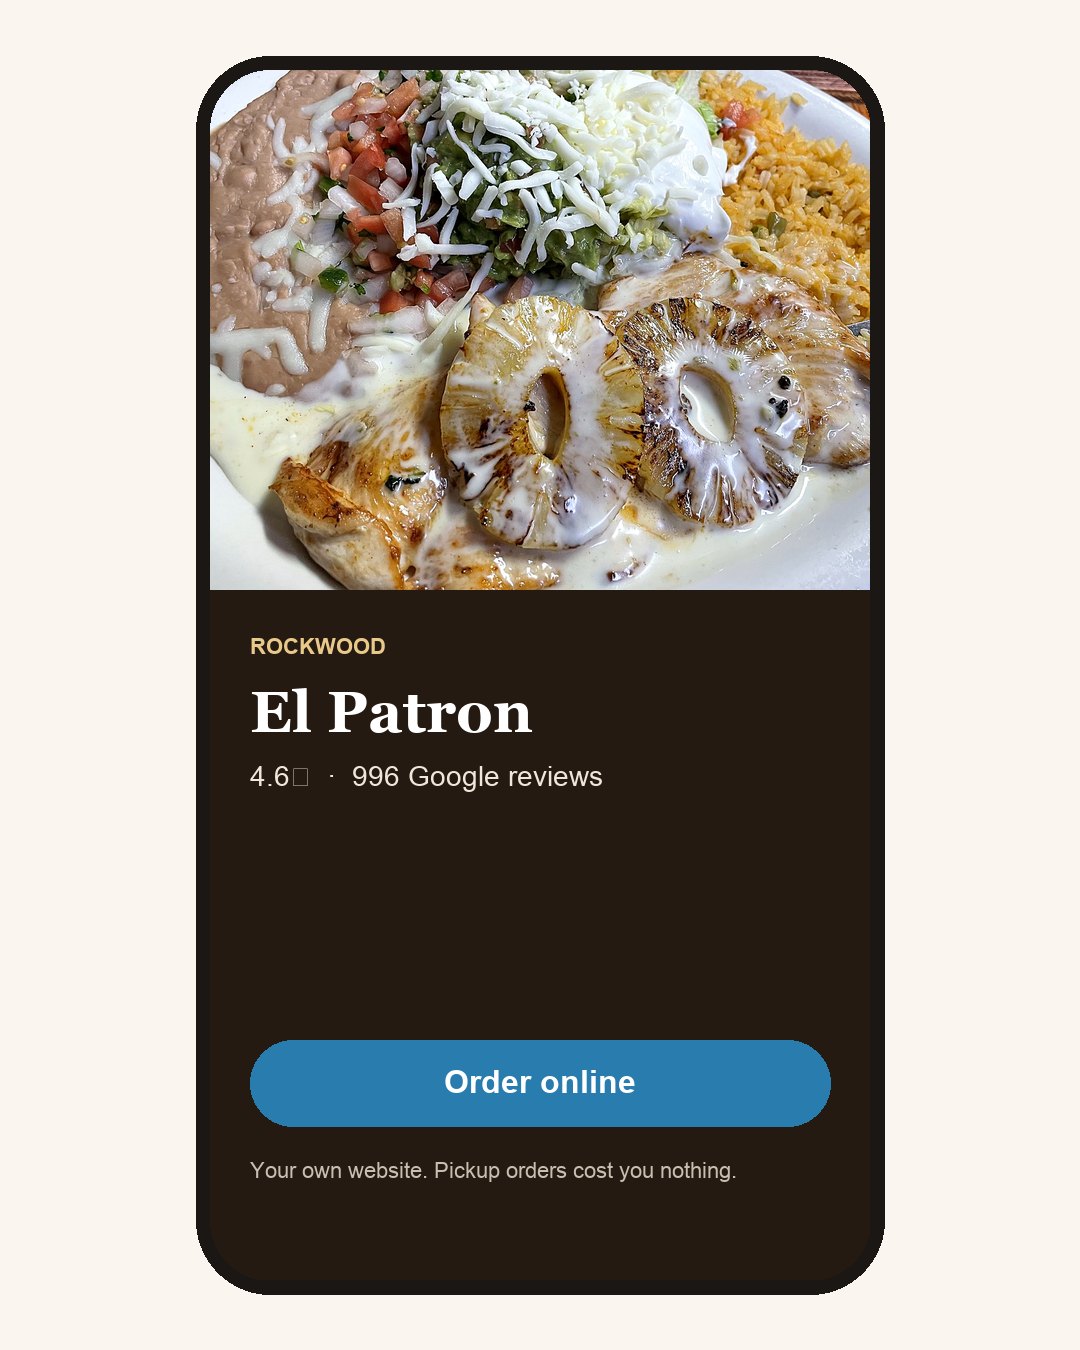 ROCKWOOD
El Patron
4.6□ · 996 Google reviews
Order online
Your own website. Pickup orders cost you nothing.